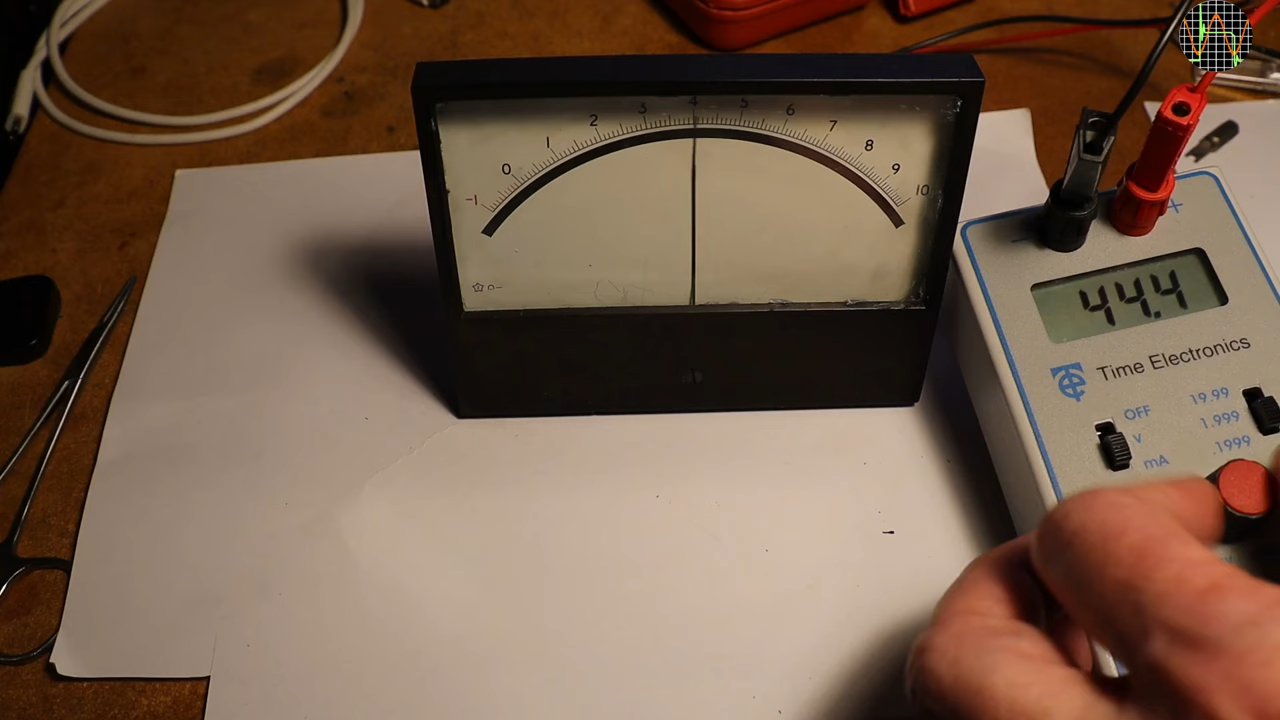 -1 0 1 2 3 4 5 6 7 8 9 10
+
-
44.4
Time Electronics
OFF 19.99
V 1.999
mA .1999